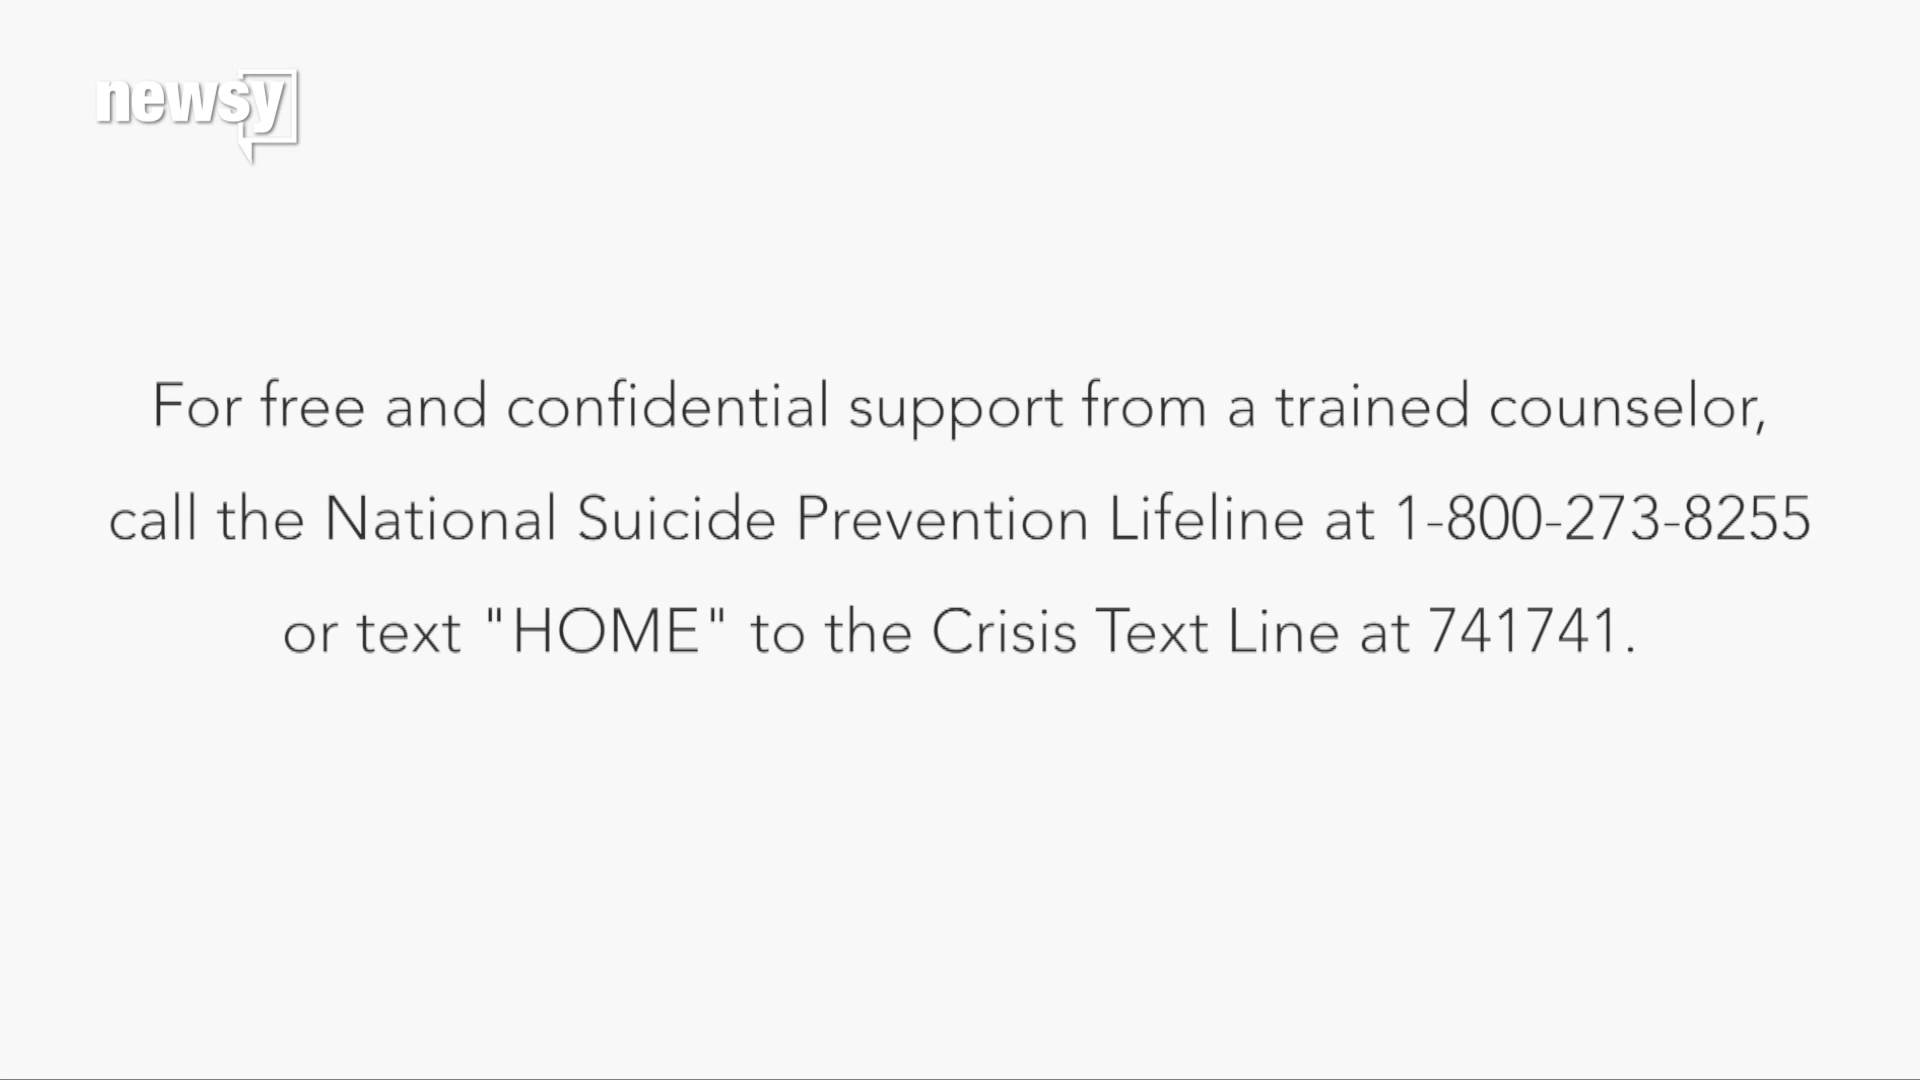 newsy
For free and confidential support from a trained counselor,
call the National Suicide Prevention Lifeline at 1-800-273-8255
or text "HOME" to the Crisis Text Line at 741741.